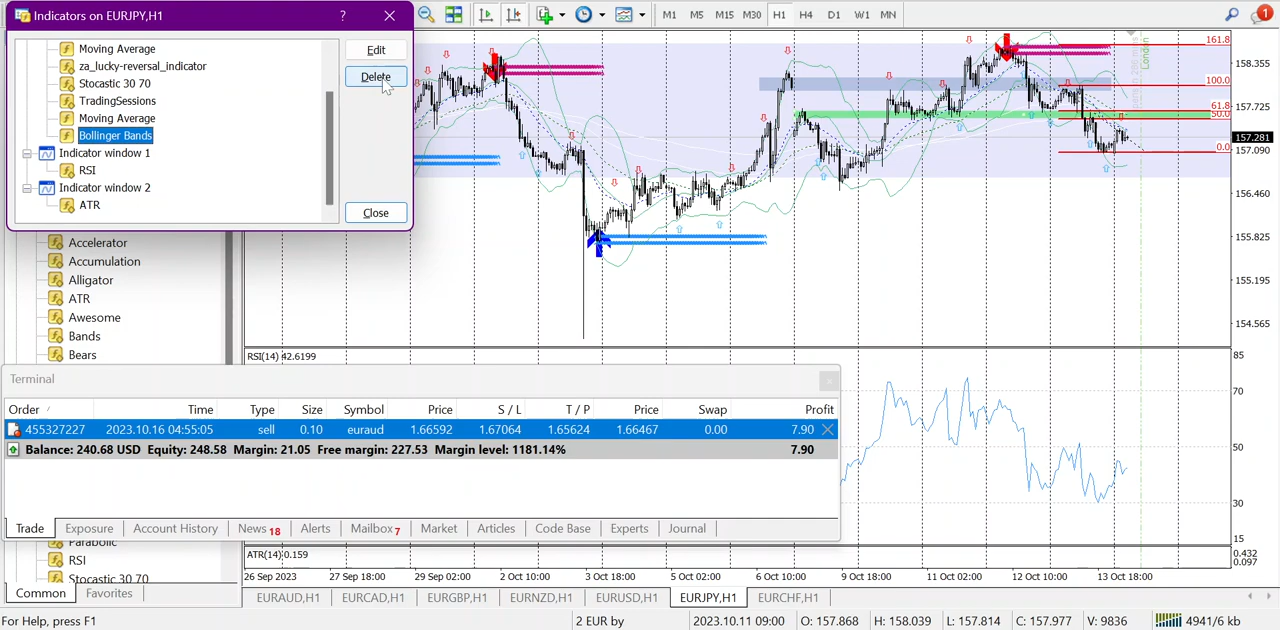 Indicators on EURJPY,H1
?
M1 M5 M15 M30 H1 H4 D1 W1 MN
1
Moving Average
Edit
za_lucky-reversal_indicator
Stocastic 30 70
Delete
TradingSessions
Moving Average
Bollinger Bands
Indicator window 1
RSI
Indicator window 2
ATR
Close
London
161.8
158.355
100.0
157.725
61.8
50.0
157.281
157.090
0.0
156.460
155.825
155.195
154.565
Accelerator
Accumulation
Alligator
ATR
Awesome
Bands
Bears
RSI(14) 42.6199
85
70
50
30
15
Terminal
Order / Time Type Size Symbol Price S / L T / P Price Swap Profit
455327227 2023.10.16 04:55:05 sell 0.10 euraud 1.66592 1.67064 1.65624 1.66467 0.00 7.90
Balance: 240.68 USD Equity: 248.58 Margin: 21.05 Free margin: 227.53 Margin level: 1181.14% 7.90
Trade Exposure Account History News 18 Alerts Mailbox 7 Market Articles Code Base Experts Journal
Parabolic
RSI
Stocastic 30 70
ATR(14) 0.159
0.432
0.097
26 Sep 2023 27 Sep 18:00 29 Sep 02:00 2 Oct 10:00 3 Oct 18:00 5 Oct 02:00 6 Oct 10:00 9 Oct 18:00 11 Oct 02:00 12 Oct 10:00 13 Oct 18:00
Common Favorites
EURAUD,H1 EURCAD,H1 EURGBP,H1 EURNZD,H1 EURUSD,H1 EURJPY,H1 EURCHF,H1
For Help, press F1
2 EUR by
2023.10.11 09:00 O: 157.868 H: 158.039 L: 157.814 C: 157.977 V: 9836 4941/6 kb